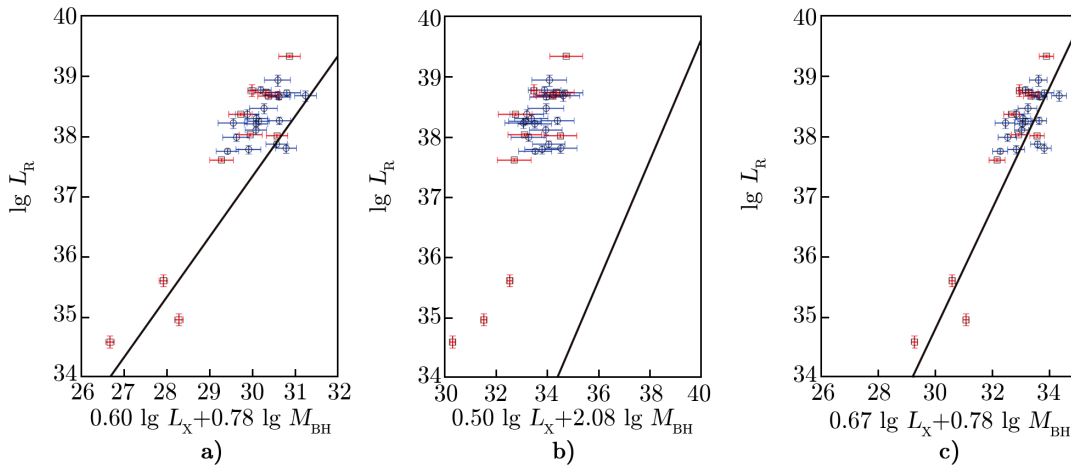 40
39
38
37
36
35
34
lg L_R
26 27 28 29 30 31 32
0.60 lg L_X+0.78 lg M_BH
a)
40
39
38
37
36
35
34
lg L_R
30 32 34 36 38 40
0.50 lg L_X+2.08 lg M_BH
b)
40
39
38
37
36
35
34
lg L_R
26 30 32 34
0.67 lg L_X+0.78 lg M_BH
c)